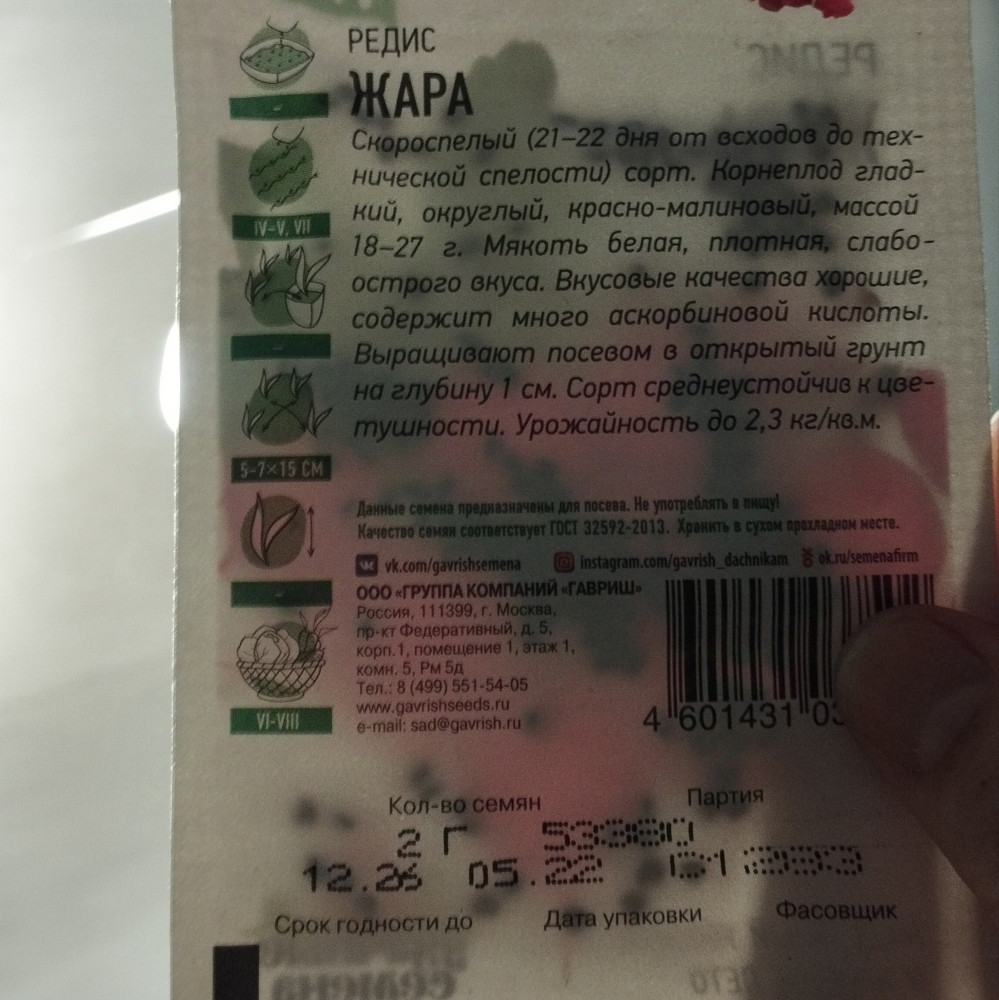 РЕДИС
ЖАРА
Скороспелый (21–22 дня от всходов до тех-
нической спелости) сорт. Корнеплод глад-
кий, округлый, красно-малиновый, массой
18–27 г. Мякоть белая, плотная, слабо-
острого вкуса. Вкусовые качества хорошие,
содержит много аскорбиновой кислоты.
Выращивают посевом в открытый грунт
на глубину 1 см. Сорт среднеустойчив к цве-
тушности. Урожайность до 2,3 кг/кв.м.
-
IV–V, VII
-
5-7×15 СМ
-
VI-VIII
Данные семена предназначены для посева. Не употреблять в пищу!
Качество семян соответствует ГОСТ 32592-2013. Хранить в сухом прохладном месте.
vk.com/gavrishsemena instagram.com/gavrish_dachnikam ok.ru/semenafirm
ООО «ГРУППА КОМПАНИЙ «ГАВРИШ»
Россия, 111399, г. Москва,
пр-кт Федеративный, д. 5,
корп.1, помещение 1, этаж 1,
комн. 5, Рм 5д
Тел.: 8 (499) 551-54-05
www.gavrishseeds.ru
e-mail: sad@gavrish.ru
4 601431 03
Кол-во семян Партия
2 Г
12.26 05.22
Срок годности до Дата упаковки Фасовщик
семена